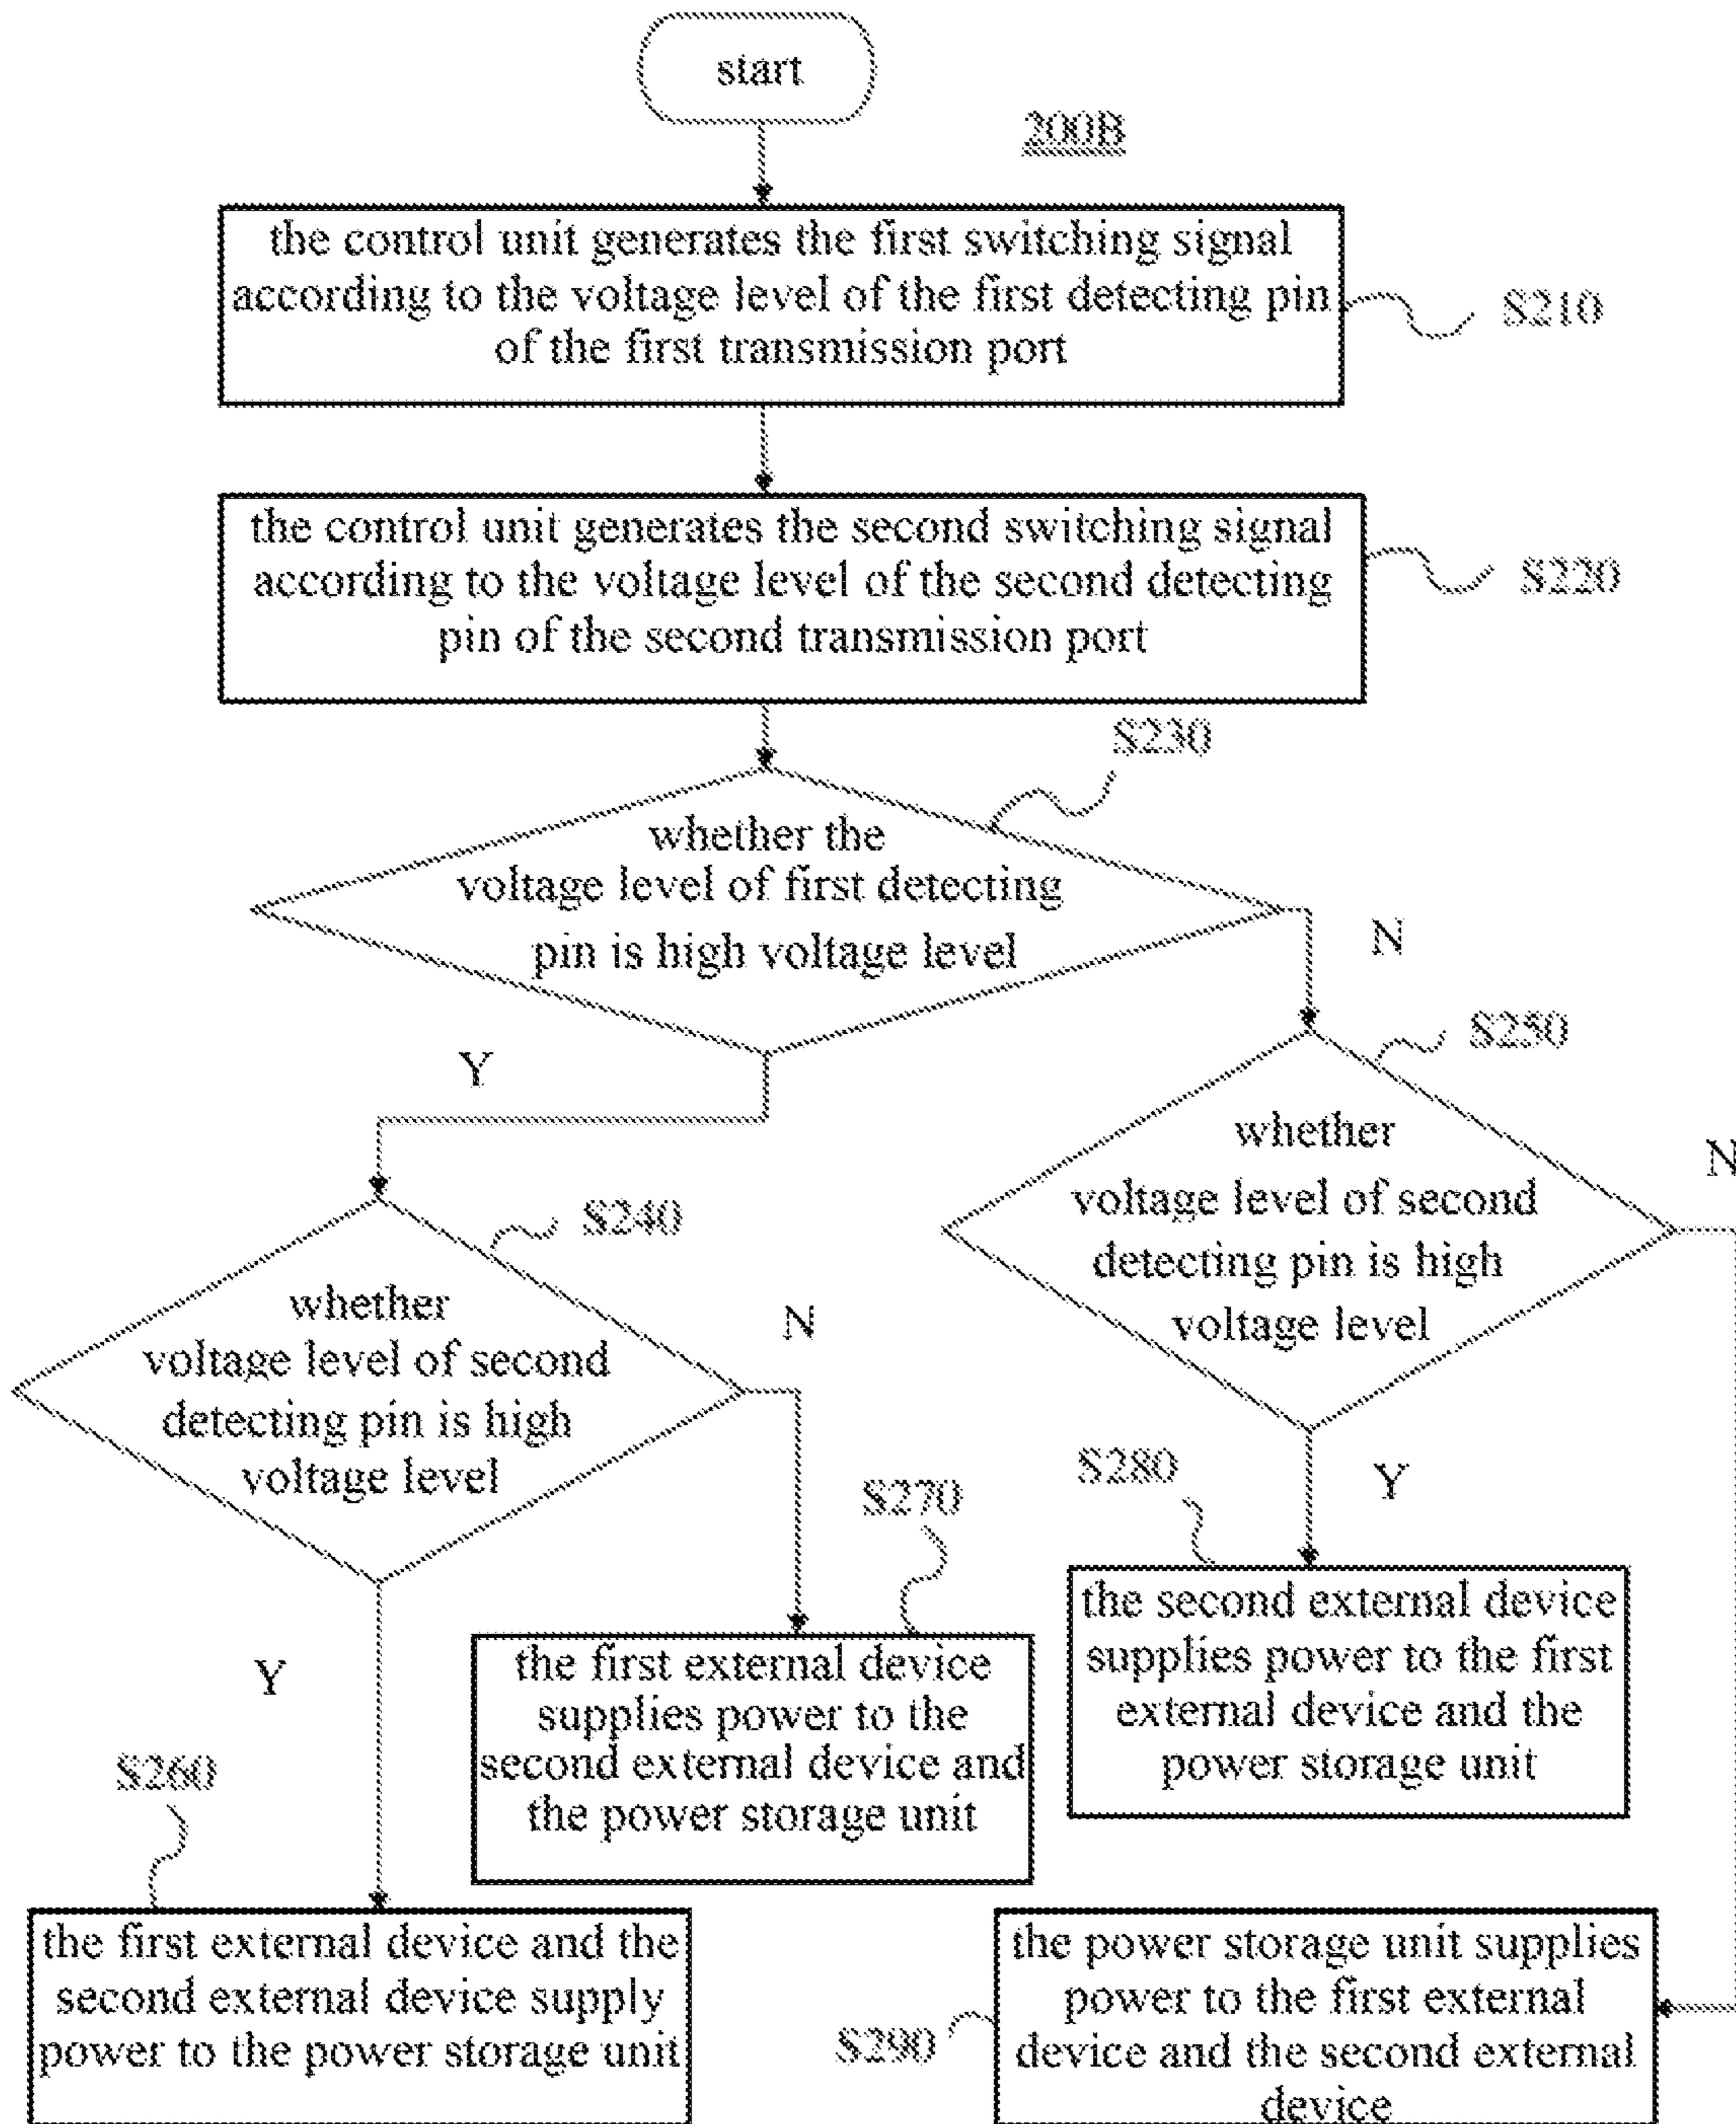 start
200B
the control unit generates the first switching signal
according to the voltage level of the first detecting pin
of the first transmission port
S210
the control unit generates the second switching signal
according to the voltage level of the second detecting
pin of the second transmission port
S220
S230
whether the
voltage level of first detecting
pin is high voltage level
N
Y
S250
whether
voltage level of second
detecting pin is high
voltage level
N
S240
whether
voltage level of second
detecting pin is high
voltage level
N
S280
Y
S270
the second external device
supplies power to the first
external device and the
power storage unit
the first external device
supplies power to the
second external device and
the power storage unit
Y
S260
the first external device and the
second external device supply
power to the power storage unit
the power storage unit supplies
power to the first external
device and the second external
device
S290